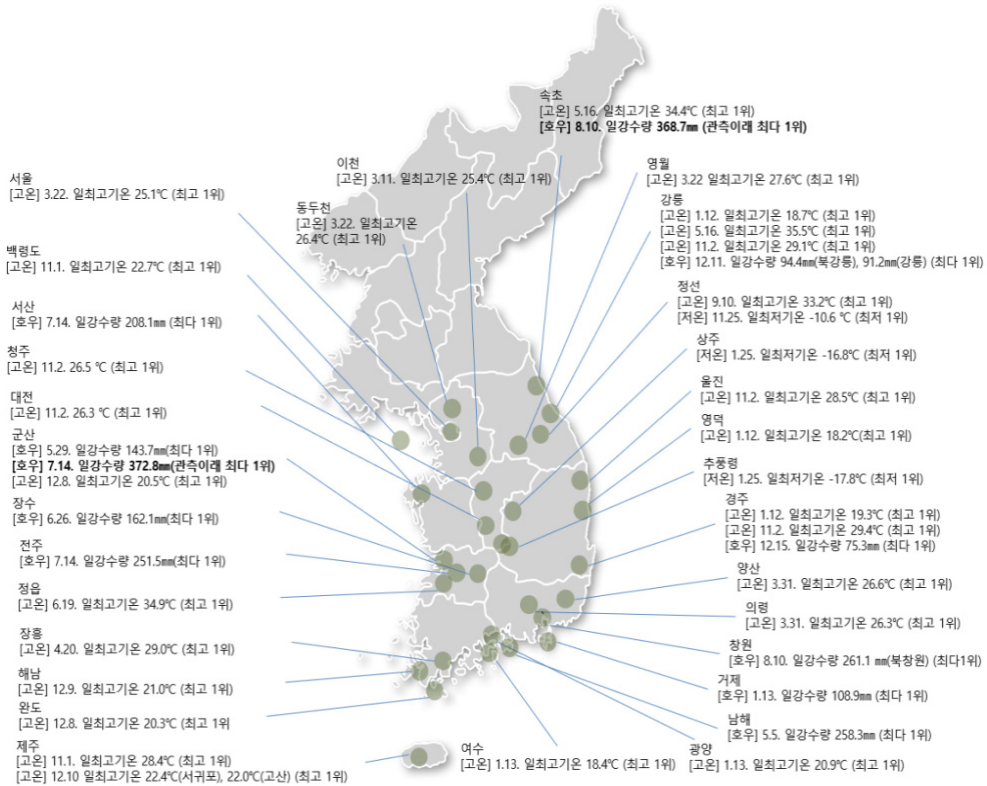 속초
[고온] 5.16. 일최고기온 34.4℃ (최고 1위)
[호우] 8.10. 일강수량 368.7㎜ (관측이래 최다 1위)
이천
[고온] 3.11. 일최고기온 25.4℃ (최고 1위)
동두천
[고온] 3.22. 일최고기온
26.4℃ (최고 1위)
서울
[고온] 3.22. 일최고기온 25.1℃ (최고 1위)
백령도
[고온] 11.1. 일최고기온 22.7℃ (최고 1위)
서산
[호우] 7.14. 일강수량 208.1㎜ (최다 1위)
청주
[고온] 11.2. 26.5 ℃ (최고 1위)
대전
[고온] 11.2. 26.3 ℃ (최고 1위)
군산
[호우] 5.29. 일강수량 143.7㎜(최다 1위)
[호우] 7.14. 일강수량 372.8㎜(관측이래 최다 1위)
[고온] 12.8. 일최고기온 20.5℃ (최고 1위)
장수
[호우] 6.26. 일강수량 162.1㎜(최다 1위)
전주
[호우] 7.14. 일강수량 251.5㎜(최다 1위)
정읍
[고온] 6.19. 일최고기온 34.9℃ (최고 1위)
장흥
[고온] 4.20. 일최고기온 29.0℃ (최고 1위)
해남
[고온] 12.9. 일최고기온 21.0℃ (최고 1위)
완도
[고온] 12.8. 일최고기온 20.3℃ (최고 1위
제주
[고온] 11.1. 일최고기온 28.4℃ (최고 1위)
[고온] 12.10 일최고기온 22.4℃(서귀포), 22.0℃(고산) (최고 1위)
영월
[고온] 3.22 일최고기온 27.6℃ (최고 1위)
강릉
[고온] 1.12. 일최고기온 18.7℃ (최고 1위)
[고온] 5.16. 일최고기온 35.5℃ (최고 1위)
[고온] 11.2. 일최고기온 29.1℃ (최고 1위)
[호우] 12.11. 일강수량 94.4㎜(북강릉), 91.2㎜(강릉) (최다 1위)
정선
[고온] 9.10. 일최고기온 33.2℃ (최고 1위)
[저온] 11.25. 일최저기온 -10.6 ℃ (최저 1위)
상주
[저온] 1.25. 일최저기온 -16.8℃ (최저 1위)
울진
[고온] 11.2. 일최고기온 28.5℃ (최고 1위)
영덕
[고온] 1.12. 일최고기온 18.2℃(최고 1위)
추풍령
[저온] 1.25. 일최저기온 -17.8℃ (최저 1위)
경주
[고온] 1.12. 일최고기온 19.3℃ (최고 1위)
[고온] 11.2. 일최고기온 29.4℃ (최고 1위)
[호우] 12.15. 일강수량 75.3㎜ (최다 1위)
양산
[고온] 3.31. 일최고기온 26.6℃ (최고 1위)
의령
[고온] 3.31. 일최고기온 26.3℃ (최고 1위)
창원
[호우] 8.10. 일강수량 261.1 ㎜(북창원) (최다1위)
거제
[호우] 1.13. 일강수량 108.9㎜ (최다 1위)
남해
[호우] 5.5. 일강수량 258.3㎜ (최다 1위)
여수
[고온] 1.13. 일최고기온 18.4℃ (최고 1위)
광양
[고온] 1.13. 일최고기온 20.9℃ (최고 1위)